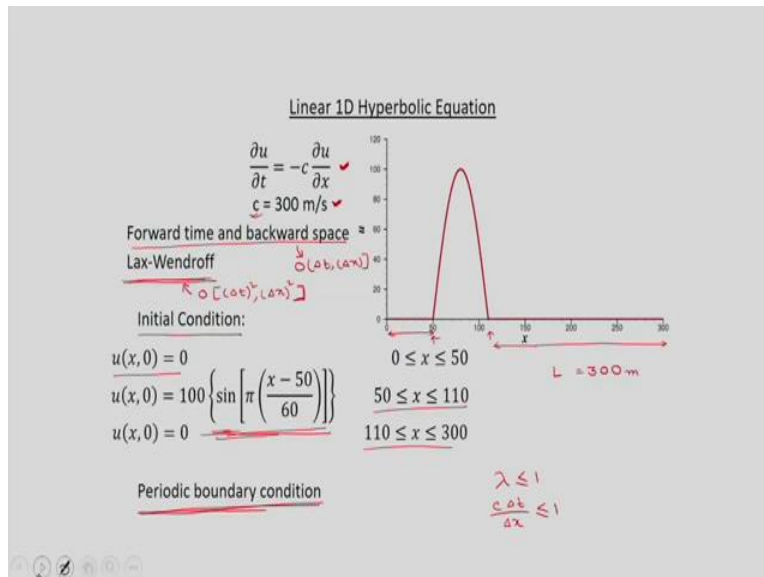 Linear 1D Hyperbolic Equation
∂u/∂t = −c ∂u/∂x ✔
c = 300 m/s ✔
Forward time and backward space
O[Δt,(Δx)]
Lax-Wendroff
O[(Δt)²,(Δx)²]
Initial Condition:
u(x, 0) = 0 0 ≤ x ≤ 50
u(x, 0) = 100 {sin [π ((x − 50)/60)]} 50 ≤ x ≤ 110
u(x, 0) = 0 110 ≤ x ≤ 300
Periodic boundary condition
120
100
80
60
40
20
0
u
0 50 100 150 200 250 300
x
L = 300 m
λ ≤ 1
cΔt/Δx ≤ 1